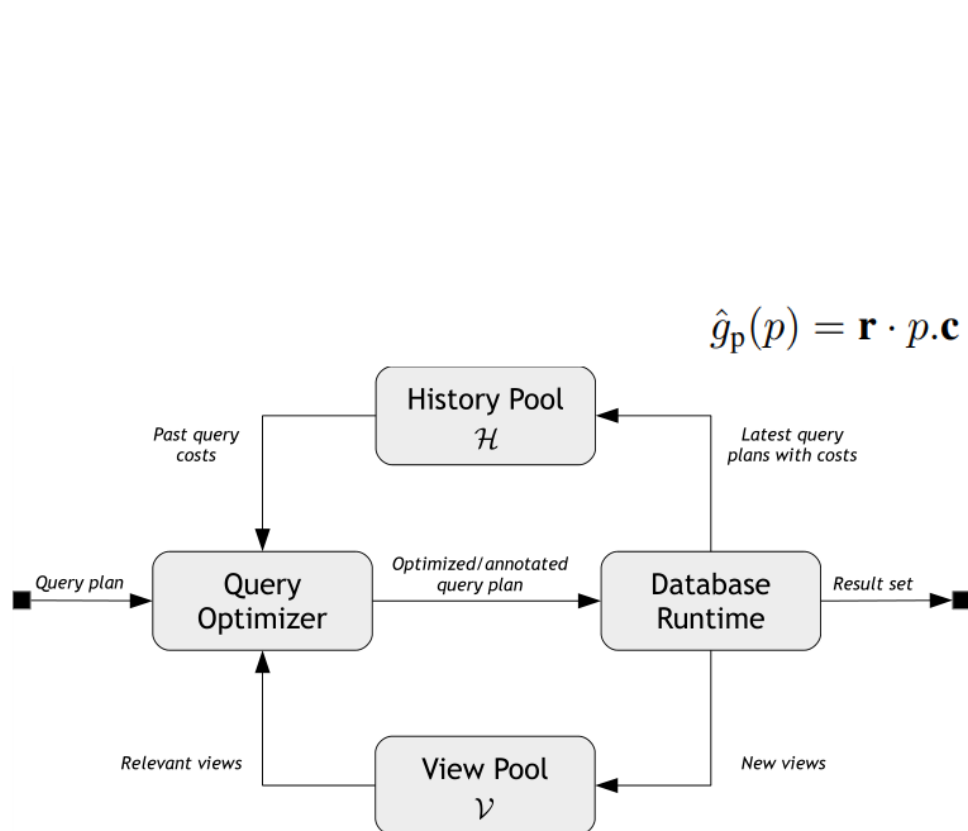 ĝₚ(p) = r · p.c
History Pool
ℋ
Past query
costs
Latest query
plans with costs
Query plan
Query
Optimizer
Optimized/annotated
query plan
Database
Runtime
Result set
Relevant views
View Pool
𝒱
New views